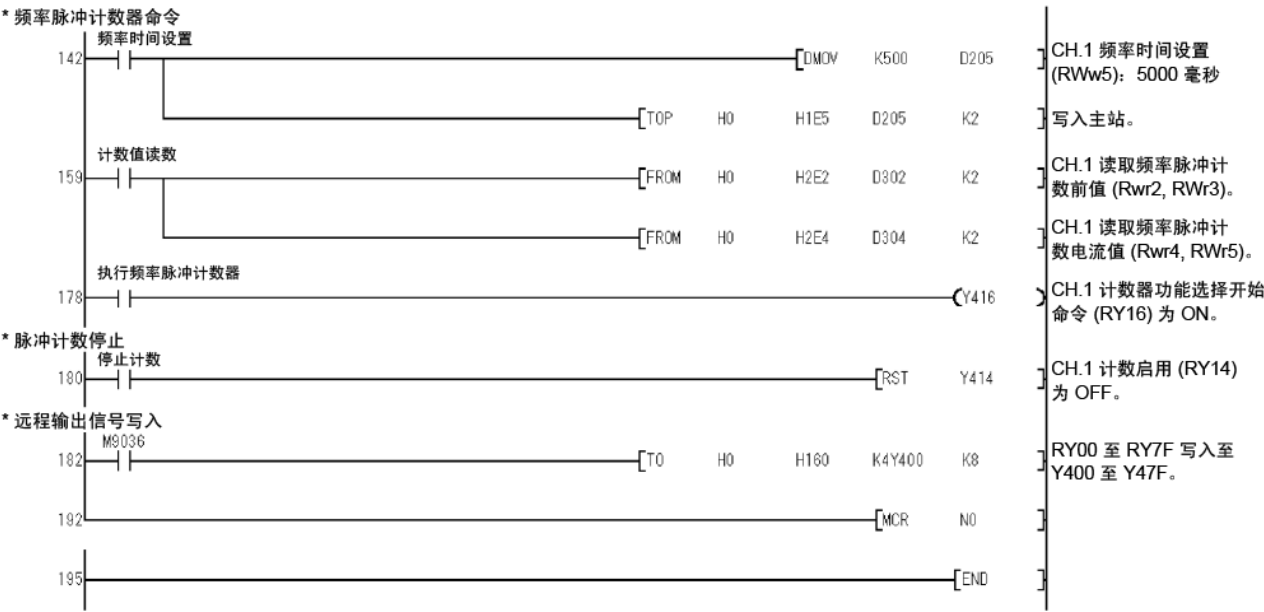 * 频率脉冲计数器命令
频率时间设置
142 DMOV K500 D205
CH.1 频率时间设置
(RWw5)：5000 毫秒
TOP H0 H1E5 D205 K2 写入主站。
计数值读数
159 FROM H0 H2E2 D302 K2
CH.1 读取频率脉冲计
数前值 (Rwr2, RWr3)。
FROM H0 H2E4 D304 K2
CH.1 读取频率脉冲计
数电流值 (Rwr4, RWr5)。
执行频率脉冲计数器
178 Y416
CH.1 计数器功能选择开始
命令 (RY16) 为 ON。
* 脉冲计数停止
停止计数
180 RST Y414
CH.1 计数启用 (RY14)
为 OFF。
* 远程输出信号写入
M9036
182 TO H0 H160 K4Y400 K8
RY00 至 RY7F 写入至
Y400 至 Y47F。
192 MCR N0
195 END